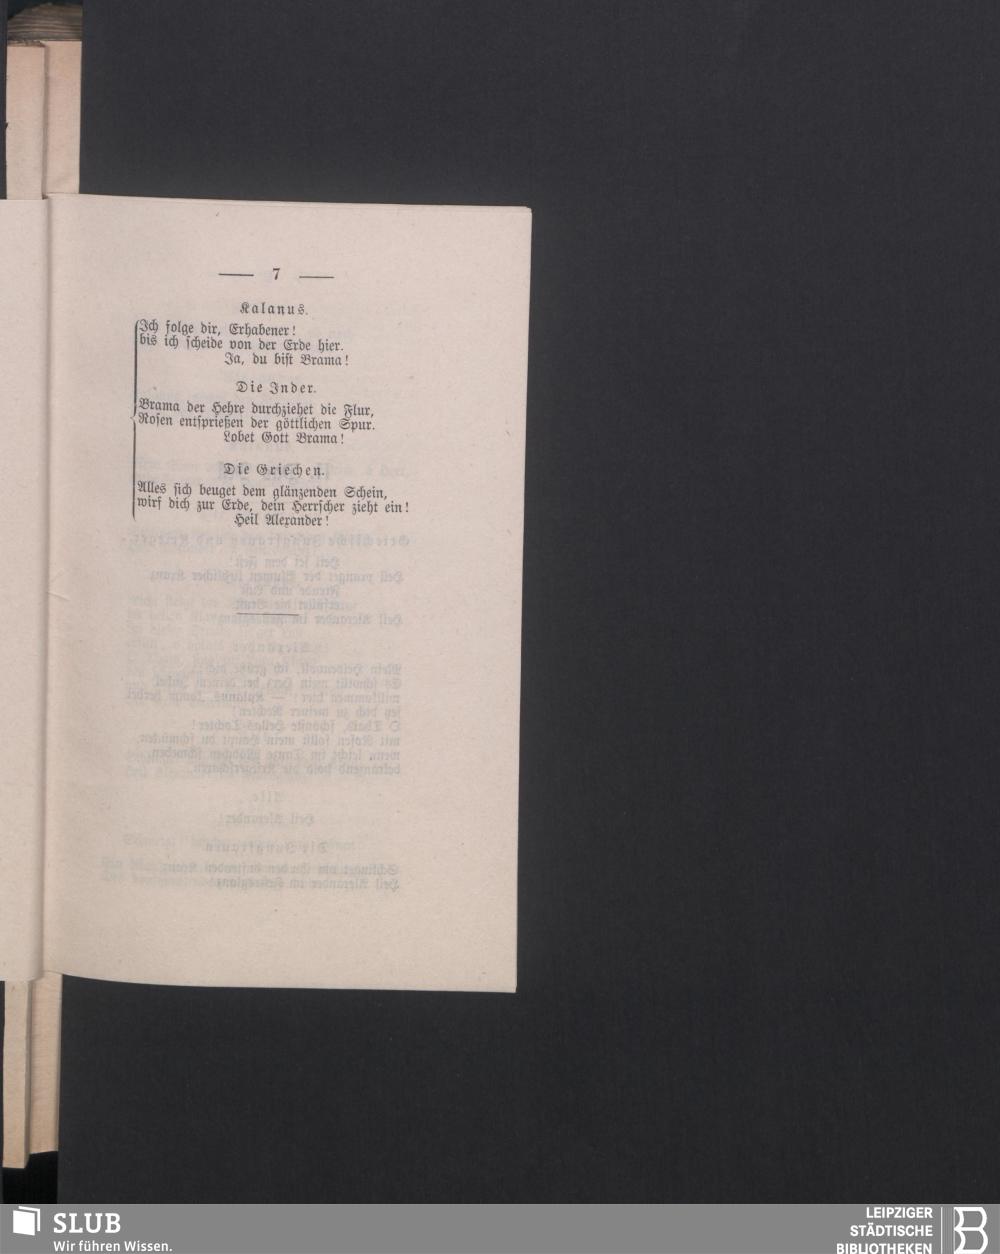 7
Kalanus.
Ich folge dir, Erhabener!
bis ich scheide von der Erde hier.
Ja, du bist Brama!
Die Inder.
Brama der Hehre durchziehet die Flur,
Rosen entsprießen der göttlichen Spur.
Lobet Gott Brama!
Die Griechen.
Alles sich beuget dem glänzenden Schein,
wirf dich zur Erde, dein Herrscher zieht ein!
Heil Alexander!
SLUB
Wir führen Wissen.
LEIPZIGER
STÄDTISCHE
BIBLIOTHEKEN